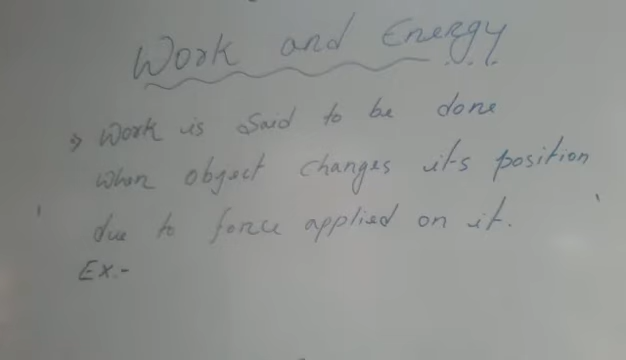 Work and Energy
→ Work is said to be done
when object changes its position
due to force applied on it.
Ex.-